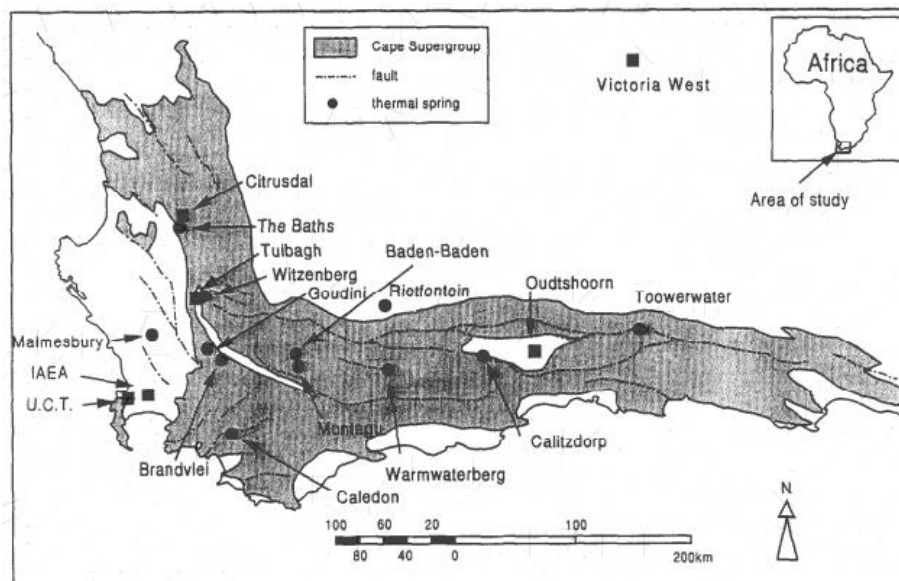 Cape Supergroup
fault
thermal spring
Victoria West
Africa
Area of study
Citrusdal
The Baths
Tulbagh
Witzenberg
Goudini
Baden-Baden
Rietfontein
Oudtshoorn
Toowerwater
Malmesbury
IAEA
U.C.T.
Brandvlei
Montagu
Caledon
Warmwaterberg
Calitzdorp
N
100 60 20 100
80 40 0 200km